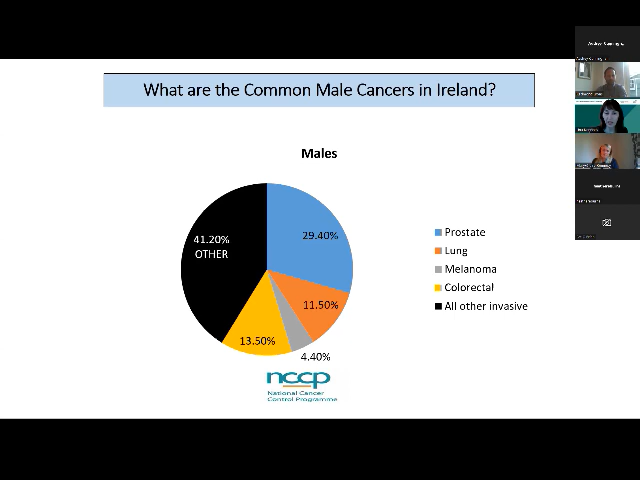 What are the Common Male Cancers in Ireland?
Males
41.20%
OTHER
29.40%
11.50%
13.50%
4.40%
Prostate
Lung
Melanoma
Colorectal
All other invasive
nccp
National Cancer
Control Programme